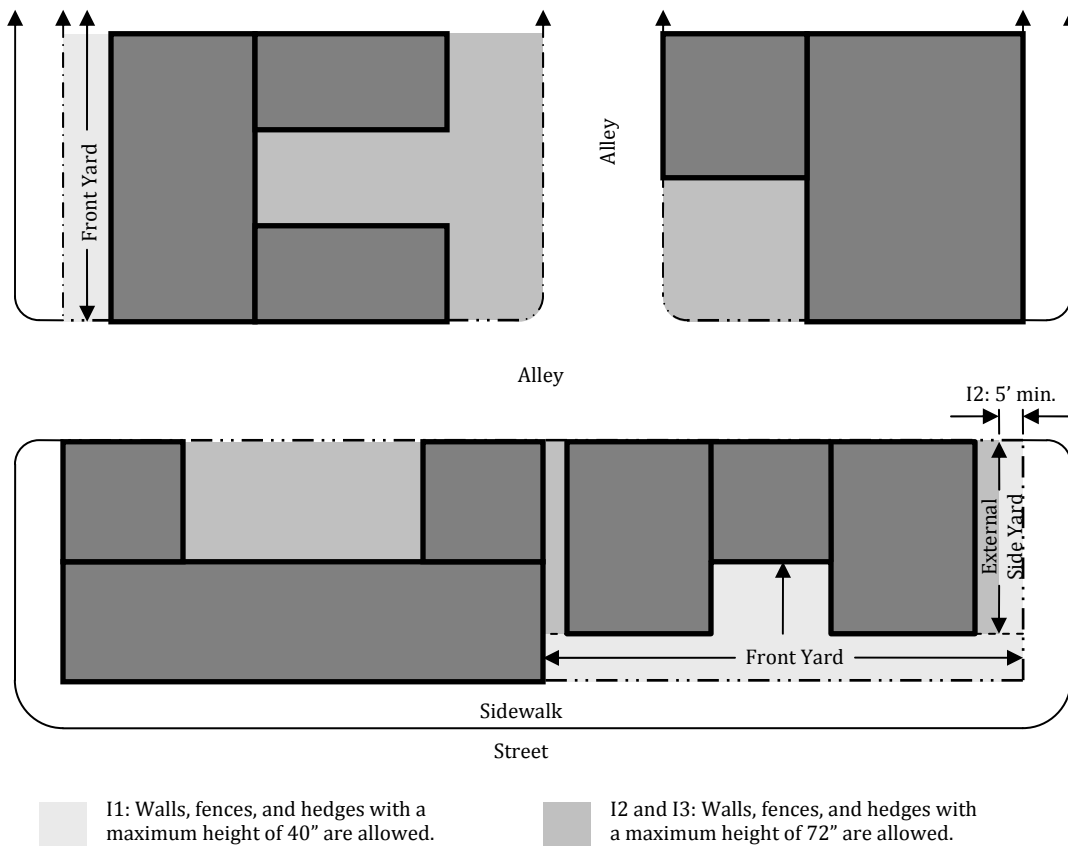 Front Yard
Alley
Alley
I2: 5’ min.
External
Side Yard
Front Yard
Sidewalk
Street
I1: Walls, fences, and hedges with a
maximum height of 40” are allowed.
I2 and I3: Walls, fences, and hedges with
a maximum height of 72” are allowed.